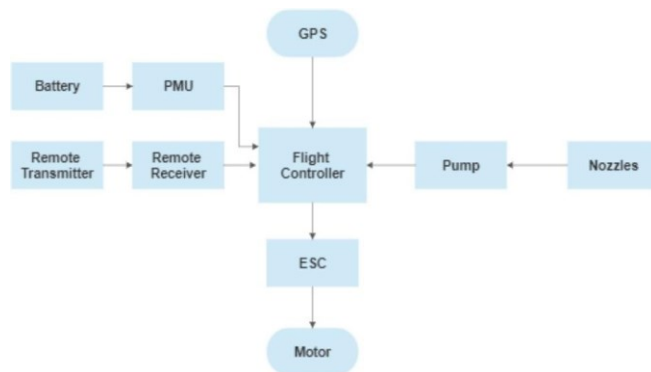 GPS
Battery
PMU
Remote
Transmitter
Remote
Receiver
Flight
Controller
Pump
Nozzles
ESC
Motor